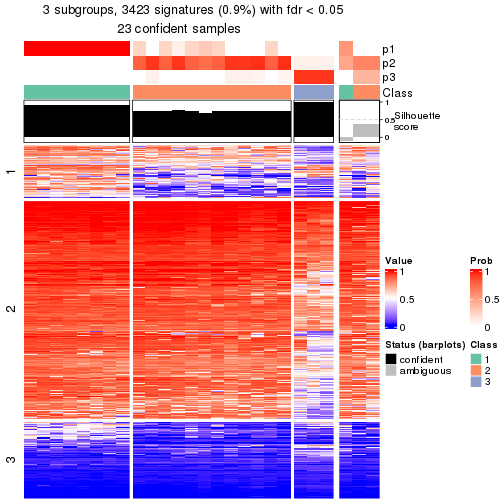 3 subgroups, 3423 signatures (0.9%) with fdr < 0.05
23 confident samples
p1
p2
p3
Class
1
0.5
0
Silhouette
score
1
2
3
Value
1
0.5
0
Prob
1
0.5
0
Status (barplots)
confident
ambiguous
Class
1
2
3